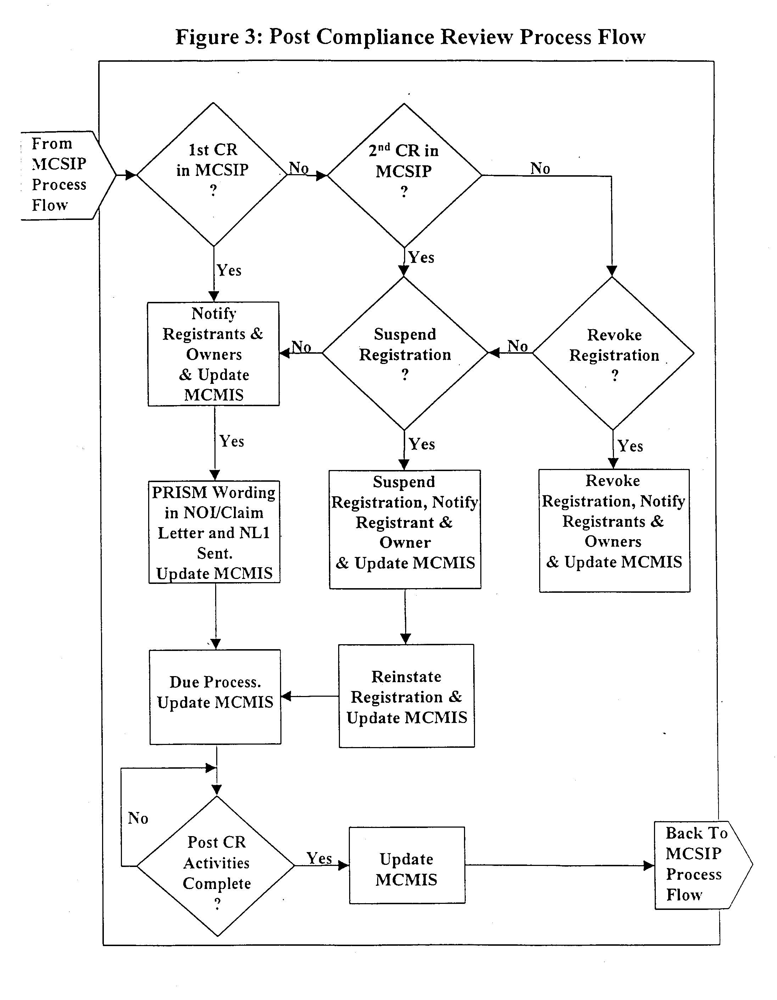 Figure 3: Post Compliance Review Process Flow
From
MCSIP
Process
Flow
1st CR
in MCSIP
?
No
2nd CR in
MCSIP
?
No
Yes
Yes
Notify
Registrants &
Owners
& Update
MCMIS
No
Suspend
Registration
?
No
Revoke
Registration
?
Yes
Yes
Yes
PRISM Wording
in NOI/Claim
Letter and NL1
Sent.
Update MCMIS
Suspend
Registration, Notify
Registrant &
Owner
& Update MCMIS
Revoke
Registration, Notify
Registrants &
Owners
& Update MCMIS
Due Process.
Update MCMIS
Reinstate
Registration &
Update MCMIS
No
Post CR
Activities
Complete
?
Yes
Update
MCMIS
Back To
MCSIP
Process
Flow